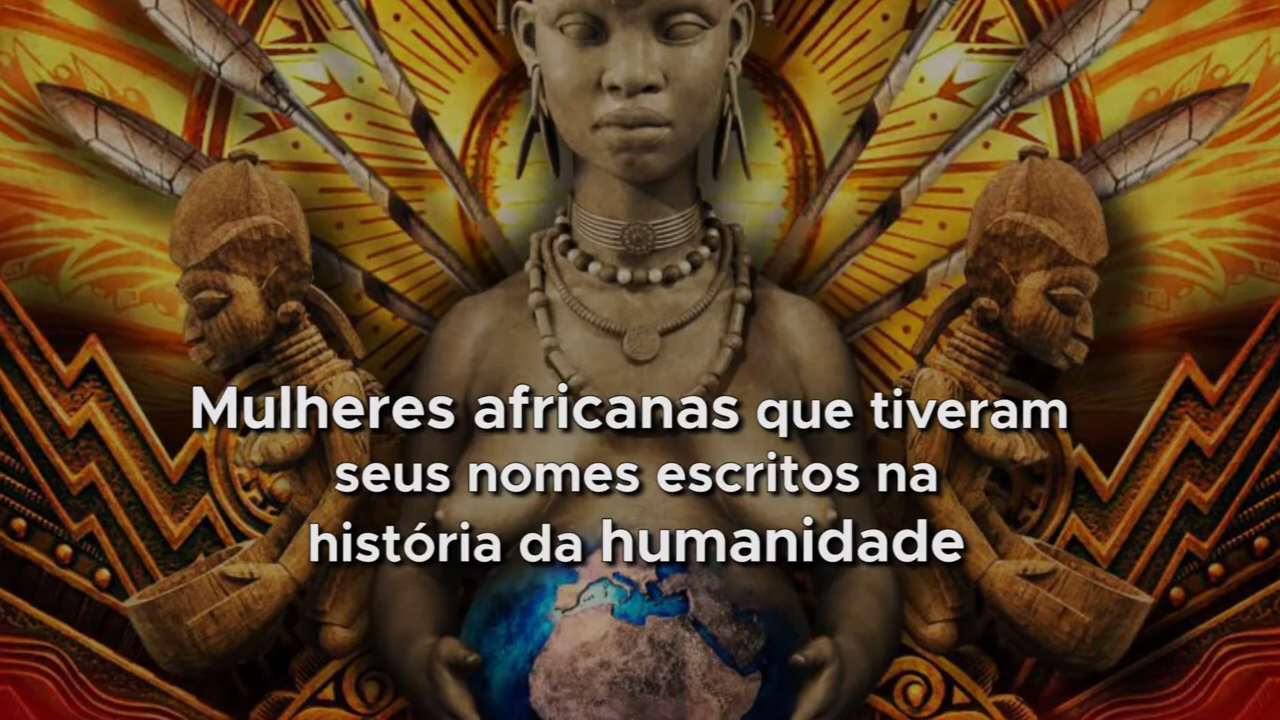 Mulheres africanas que tiveram
seus nomes escritos na
história da humanidade